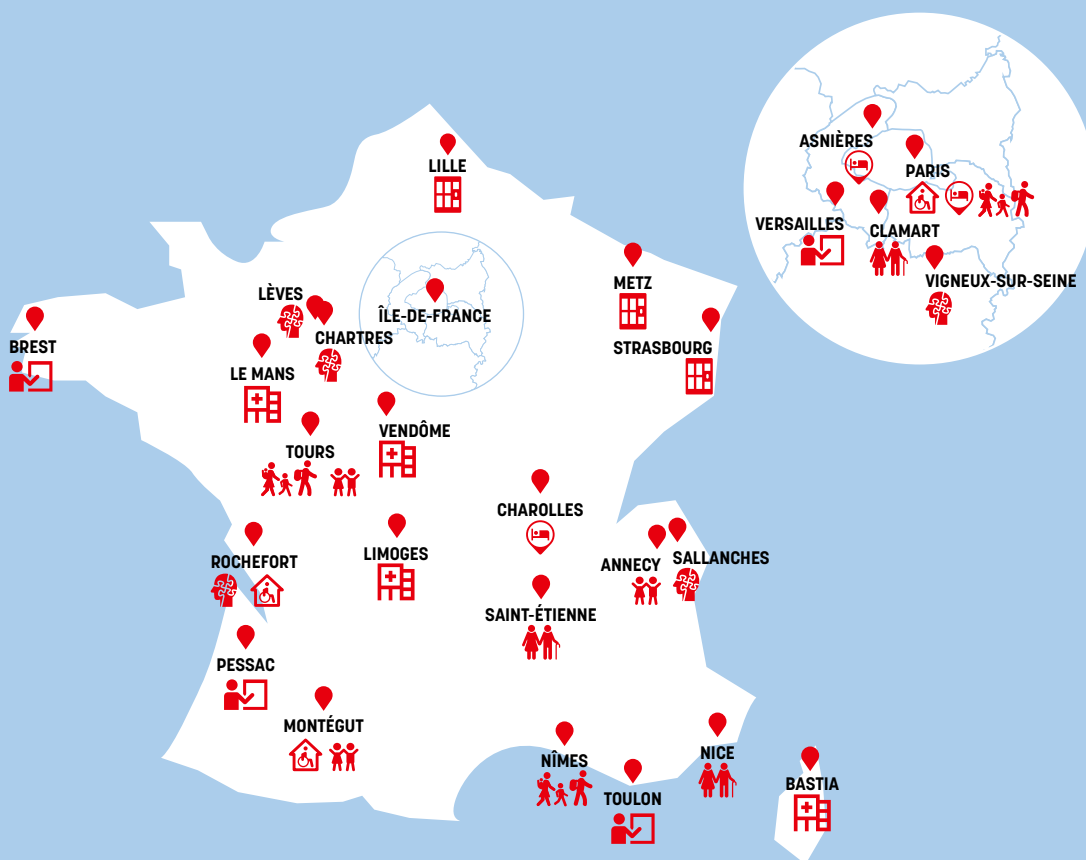 LILLE
ASNIÈRES
PARIS
VERSAILLES
CLAMART
VIGNEUX-SUR-SEINE
METZ
LÈVES
ÎLE-DE-FRANCE
CHARTRES
BREST
STRASBOURG
LE MANS
VENDÔME
TOURS
CHAROLLES
LIMOGES
ROCHEFORT
ANNECY
SALLANCHES
SAINT-ÉTIENNE
PESSAC
MONTÉGUT
NÎMES
NICE
TOULON
BASTIA